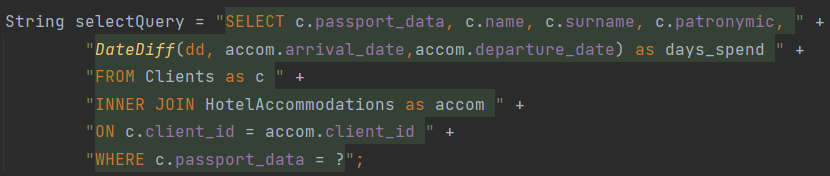 String selectQuery = "SELECT c.passport_data, c.name, c.surname, c.patronymic, " +
"DateDiff(dd, accom.arrival_date,accom.departure_date) as days_spend " +
"FROM Clients as c " +
"INNER JOIN HotelAccommodations as accom " +
"ON c.client_id = accom.client_id " +
"WHERE c.passport_data = ?";